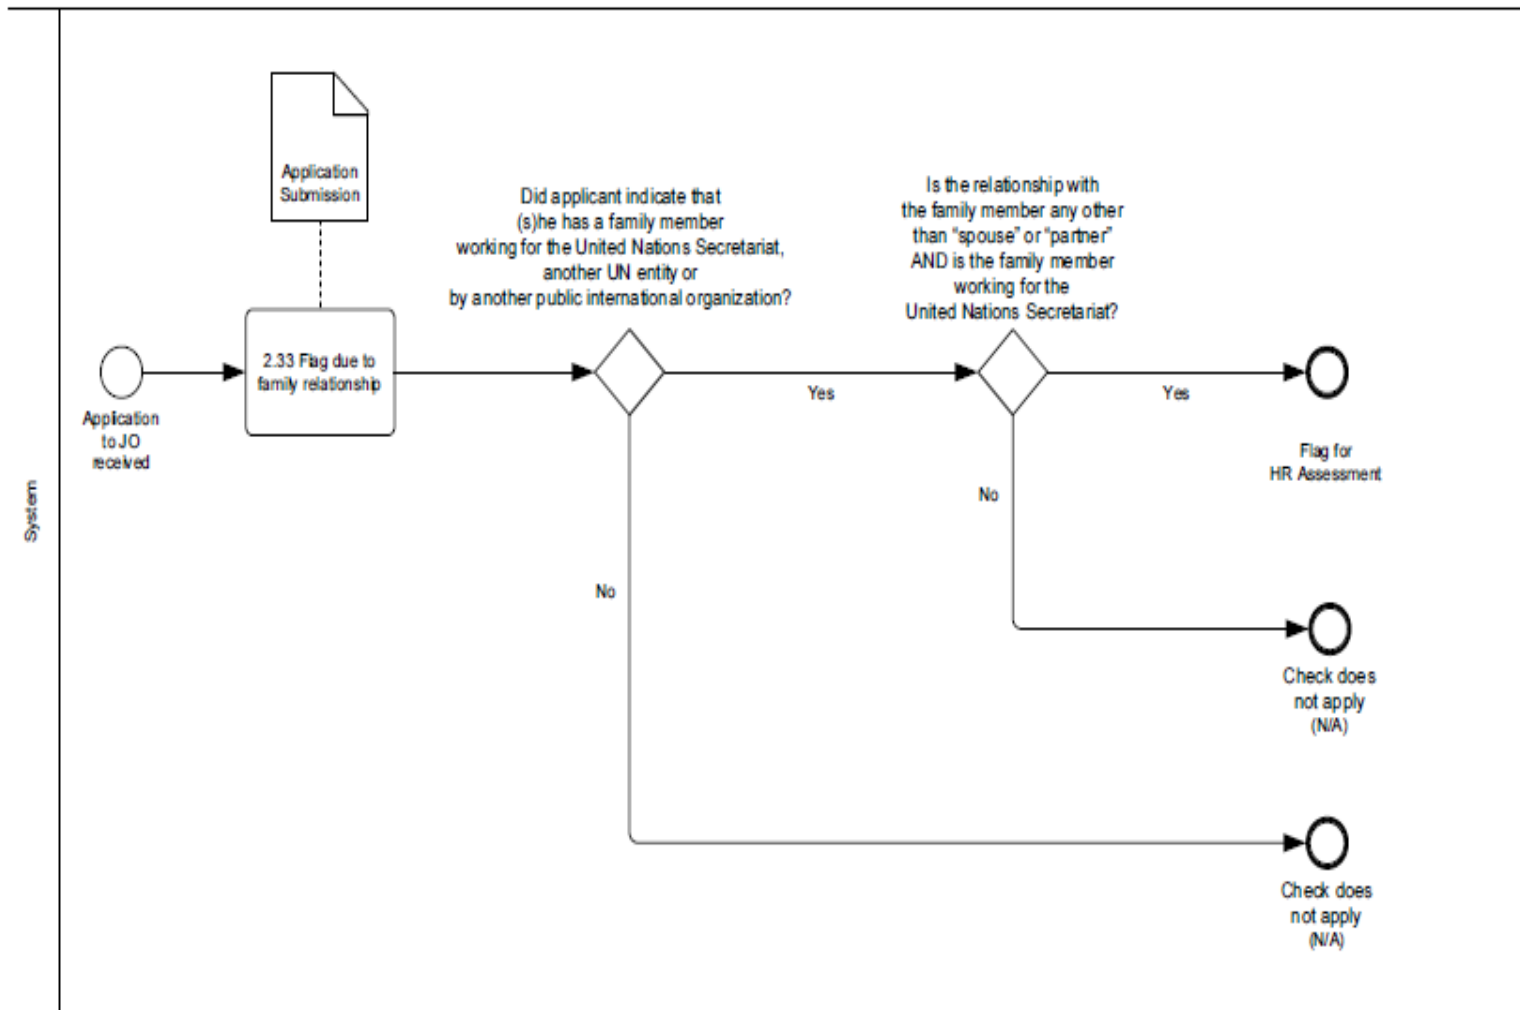 Application
Submission
Did applicant indicate that
(s)he has a family member
working for the United Nations Secretariat,
another UN entity or
by another public international organization?
Is the relationship with
the family member any other
than “spouse” or “partner”
AND is the family member
working for the
United Nations Secretariat?
2.33 Flag due to
family relationship
Application
to JO
received
Yes
Yes
Flag for
HR Assessment
No
System
No
Check does
not apply
(N/A)
Check does
not apply
(N/A)